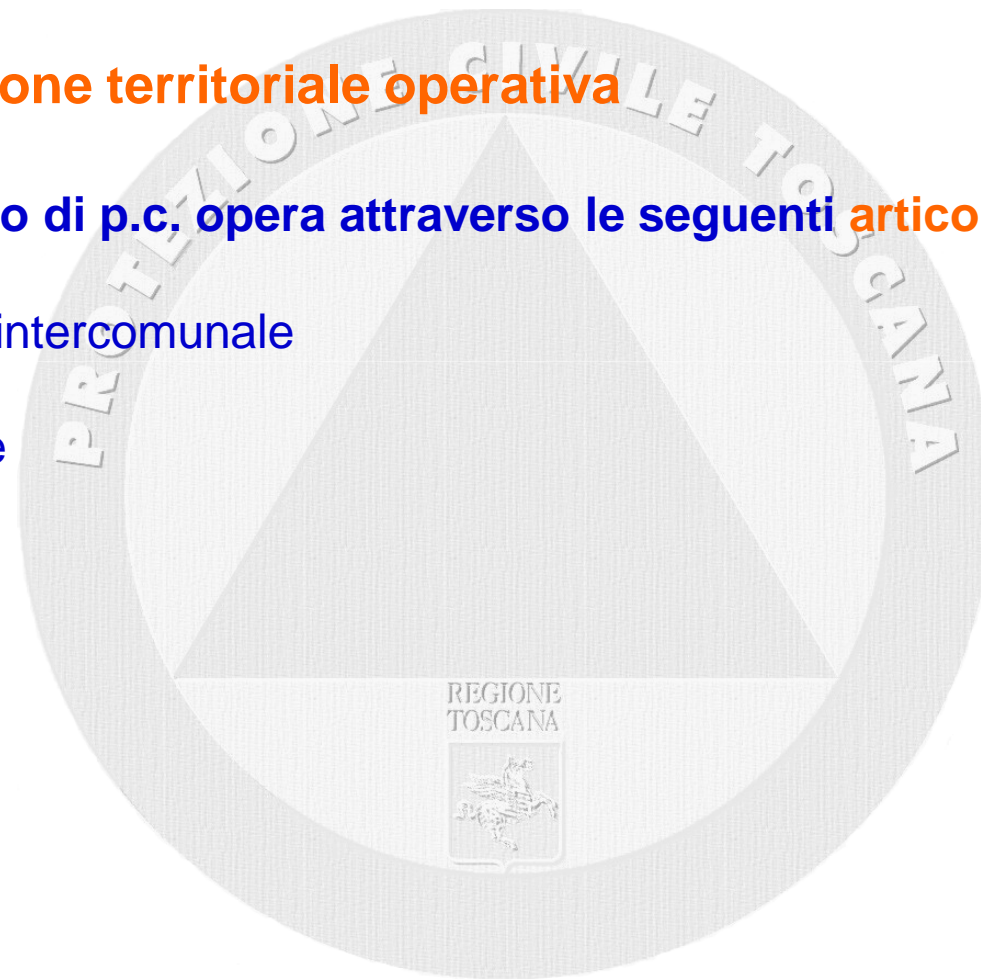 one territoriale operativa
o di p.c. opera attraverso le seguenti artico
intercomunale
e
PROTEZIONE CIVILE TOSCANA
REGIONE
TOSCANA